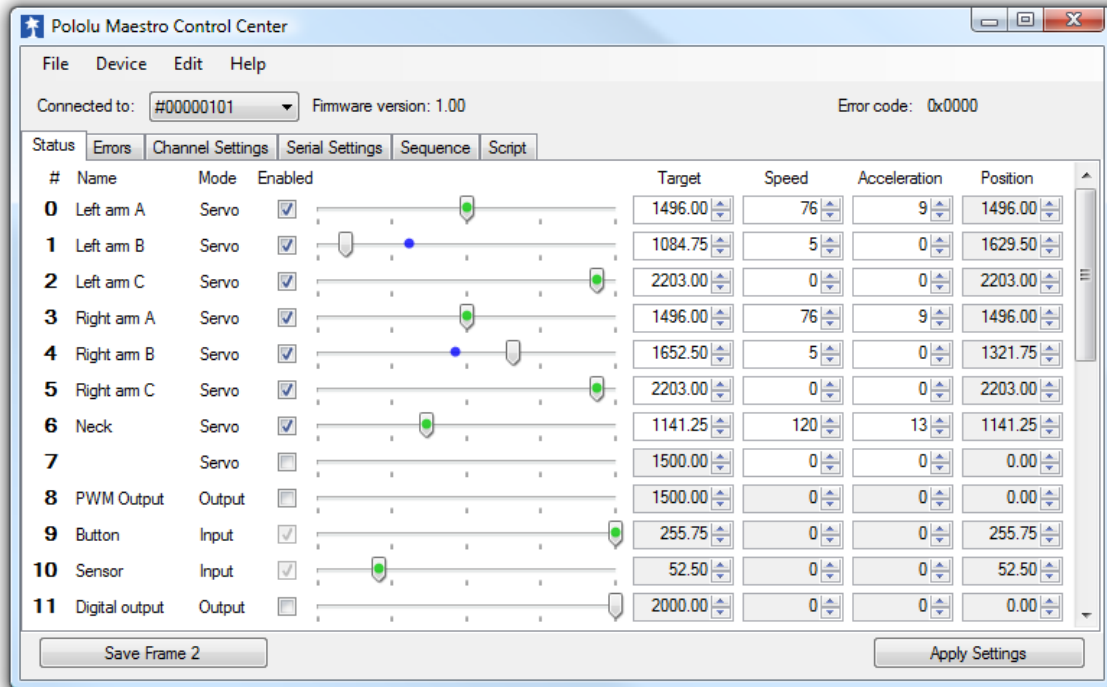 Pololu Maestro Control Center
File Device Edit Help
Connected to: #00000101 Firmware version: 1.00 Error code: 0x0000
Status Errors Channel Settings Serial Settings Sequence Script
# Name Mode Enabled Target Speed Acceleration Position
0 Left arm A Servo 1496.00 76 9 1496.00
1 Left arm B Servo 1084.75 5 0 1629.50
2 Left arm C Servo 2203.00 0 0 2203.00
3 Right arm A Servo 1496.00 76 9 1496.00
4 Right arm B Servo 1652.50 5 0 1321.75
5 Right arm C Servo 2203.00 0 0 2203.00
6 Neck Servo 1141.25 120 13 1141.25
7 Servo 1500.00 0 0 0.00
8 PWM Output Output 1500.00 0 0 0.00
9 Button Input 255.75 0 0 255.75
10 Sensor Input 52.50 0 0 52.50
11 Digital output Output 2000.00 0 0 0.00
Save Frame 2 Apply Settings